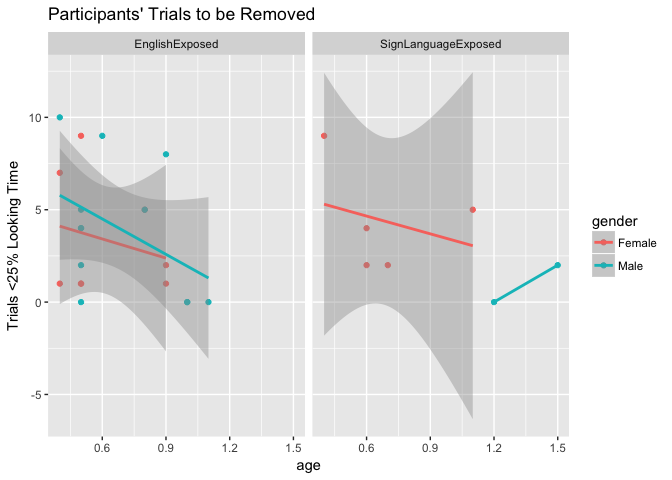 Participants' Trials to be Removed
EnglishExposed
SignLanguageExposed
Trials <25% Looking Time
10
5
0
-5
0.6
0.9
1.2
1.5
0.6
0.9
1.2
1.5
age
gender
Female
Male